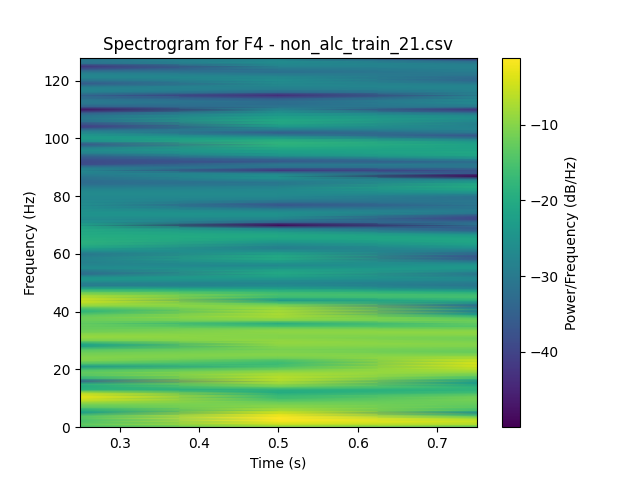 Spectrogram for F4 - non_alc_train_21.csv
120
100
80
60
40
20
0
Frequency (Hz)
0.3 0.4 0.5 0.6 0.7
Time (s)
−10
−20
−30
−40
Power/Frequency (dB/Hz)